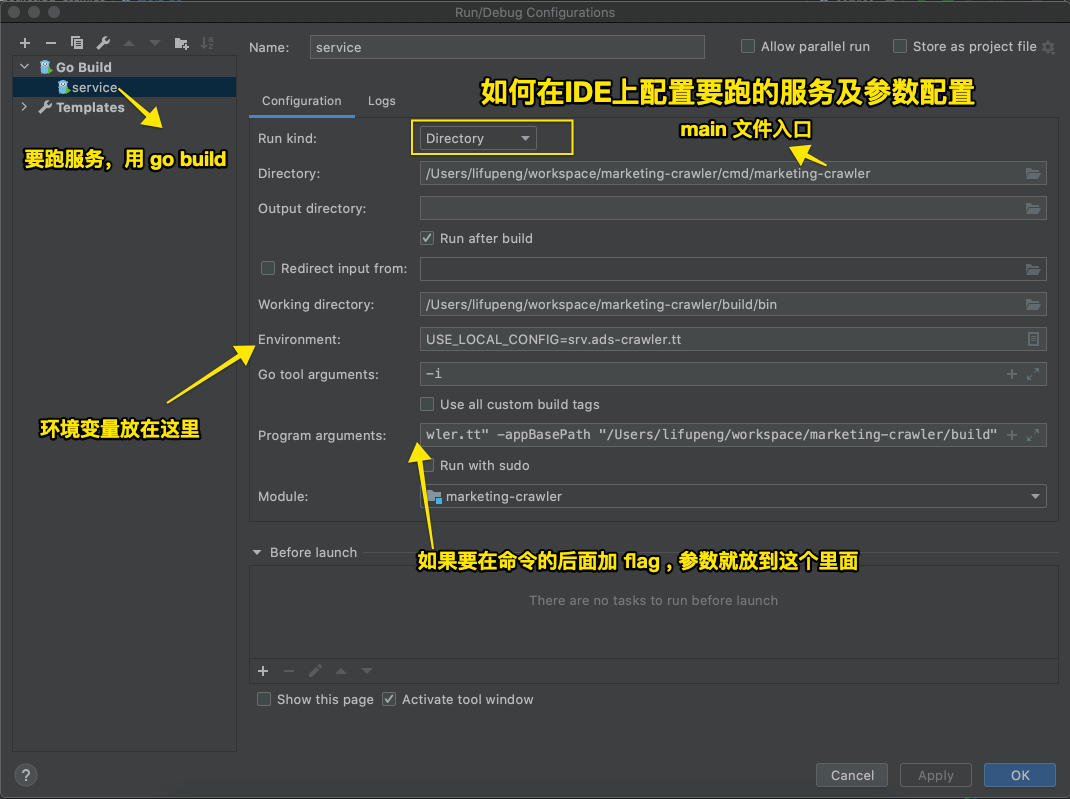 Run/Debug Configurations
Name: service
Allow parallel run
Store as project file
Go Build
service
Templates
要跑服务，用 go build
如何在IDE上配置要跑的服务及参数配置
main 文件入口
Configuration
Logs
Run kind: Directory
Directory: /Users/lifupeng/workspace/marketing-crawler/cmd/marketing-crawler
Output directory:
Run after build
Redirect input from:
Working directory: /Users/lifupeng/workspace/marketing-crawler/build/bin
Environment: USE_LOCAL_CONFIG=srv.ads-crawler.tt
Go tool arguments: -i
环境变量放在这里
Use all custom build tags
Program arguments: wler.tt" -appBasePath "/Users/lifupeng/workspace/marketing-crawler/build"
Run with sudo
Module: marketing-crawler
Before launch
如果要在命令的后面加 flag , 参数就放到这个里面
There are no tasks to run before launch
Show this page
Activate tool window
?
Cancel
Apply
OK